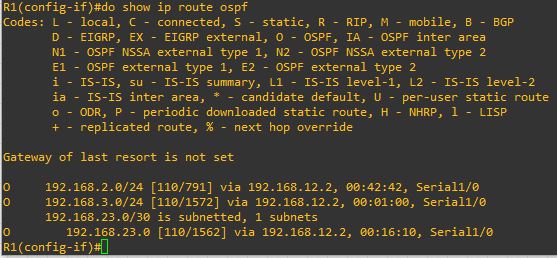 R1(config-if)#do show ip route ospf
Codes: L - local, C - connected, S - static, R - RIP, M - mobile, B - BGP
       D - EIGRP, EX - EIGRP external, O - OSPF, IA - OSPF inter area
       N1 - OSPF NSSA external type 1, N2 - OSPF NSSA external type 2
       E1 - OSPF external type 1, E2 - OSPF external type 2
       i - IS-IS, su - IS-IS summary, L1 - IS-IS level-1, L2 - IS-IS level-2
       ia - IS-IS inter area, * - candidate default, U - per-user static route
       o - ODR, P - periodic downloaded static route, H - NHRP, l - LISP
       + - replicated route, % - next hop override
Gateway of last resort is not set
O     192.168.2.0/24 [110/791] via 192.168.12.2, 00:42:42, Serial1/0
O     192.168.3.0/24 [110/1572] via 192.168.12.2, 00:01:00, Serial1/0
      192.168.23.0/30 is subnetted, 1 subnets
O        192.168.23.0 [110/1562] via 192.168.12.2, 00:16:10, Serial1/0
R1(config-if)#